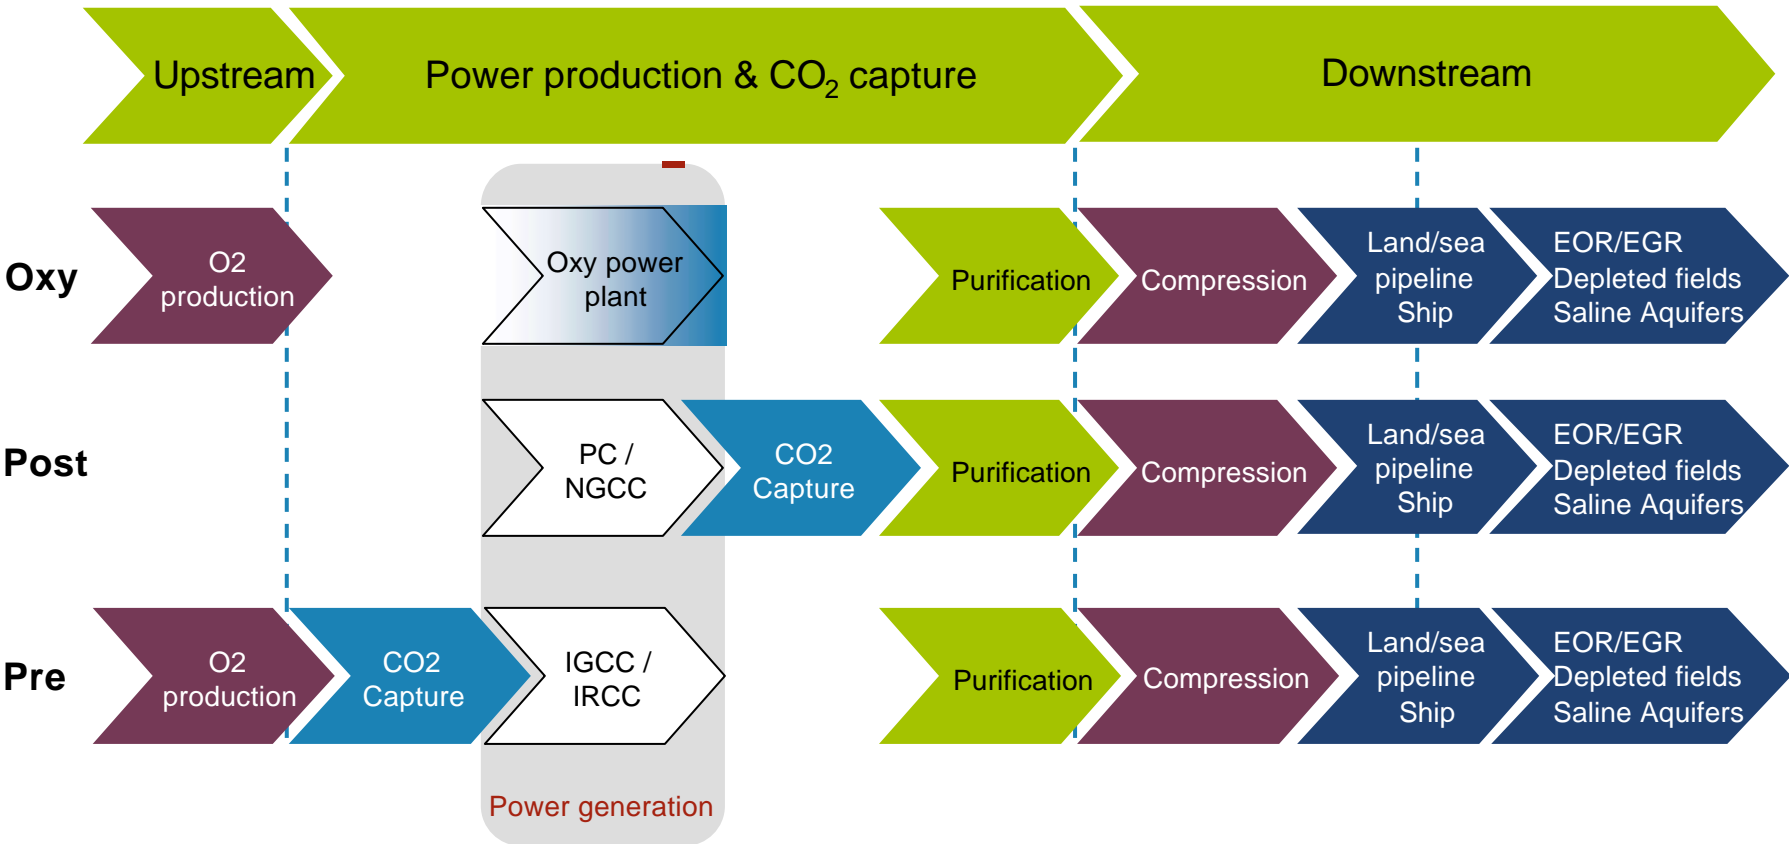 Upstream
Power production & CO₂ capture
Downstream
Oxy
O2
production
Oxy power
plant
Purification
Compression
Land/sea
pipeline
Ship
EOR/EGR
Depleted fields
Saline Aquifers
Post
PC /
NGCC
CO2
Capture
Purification
Compression
Land/sea
pipeline
Ship
EOR/EGR
Depleted fields
Saline Aquifers
Pre
O2
production
CO2
Capture
IGCC /
IRCC
Purification
Compression
Land/sea
pipeline
Ship
EOR/EGR
Depleted fields
Saline Aquifers
Power generation